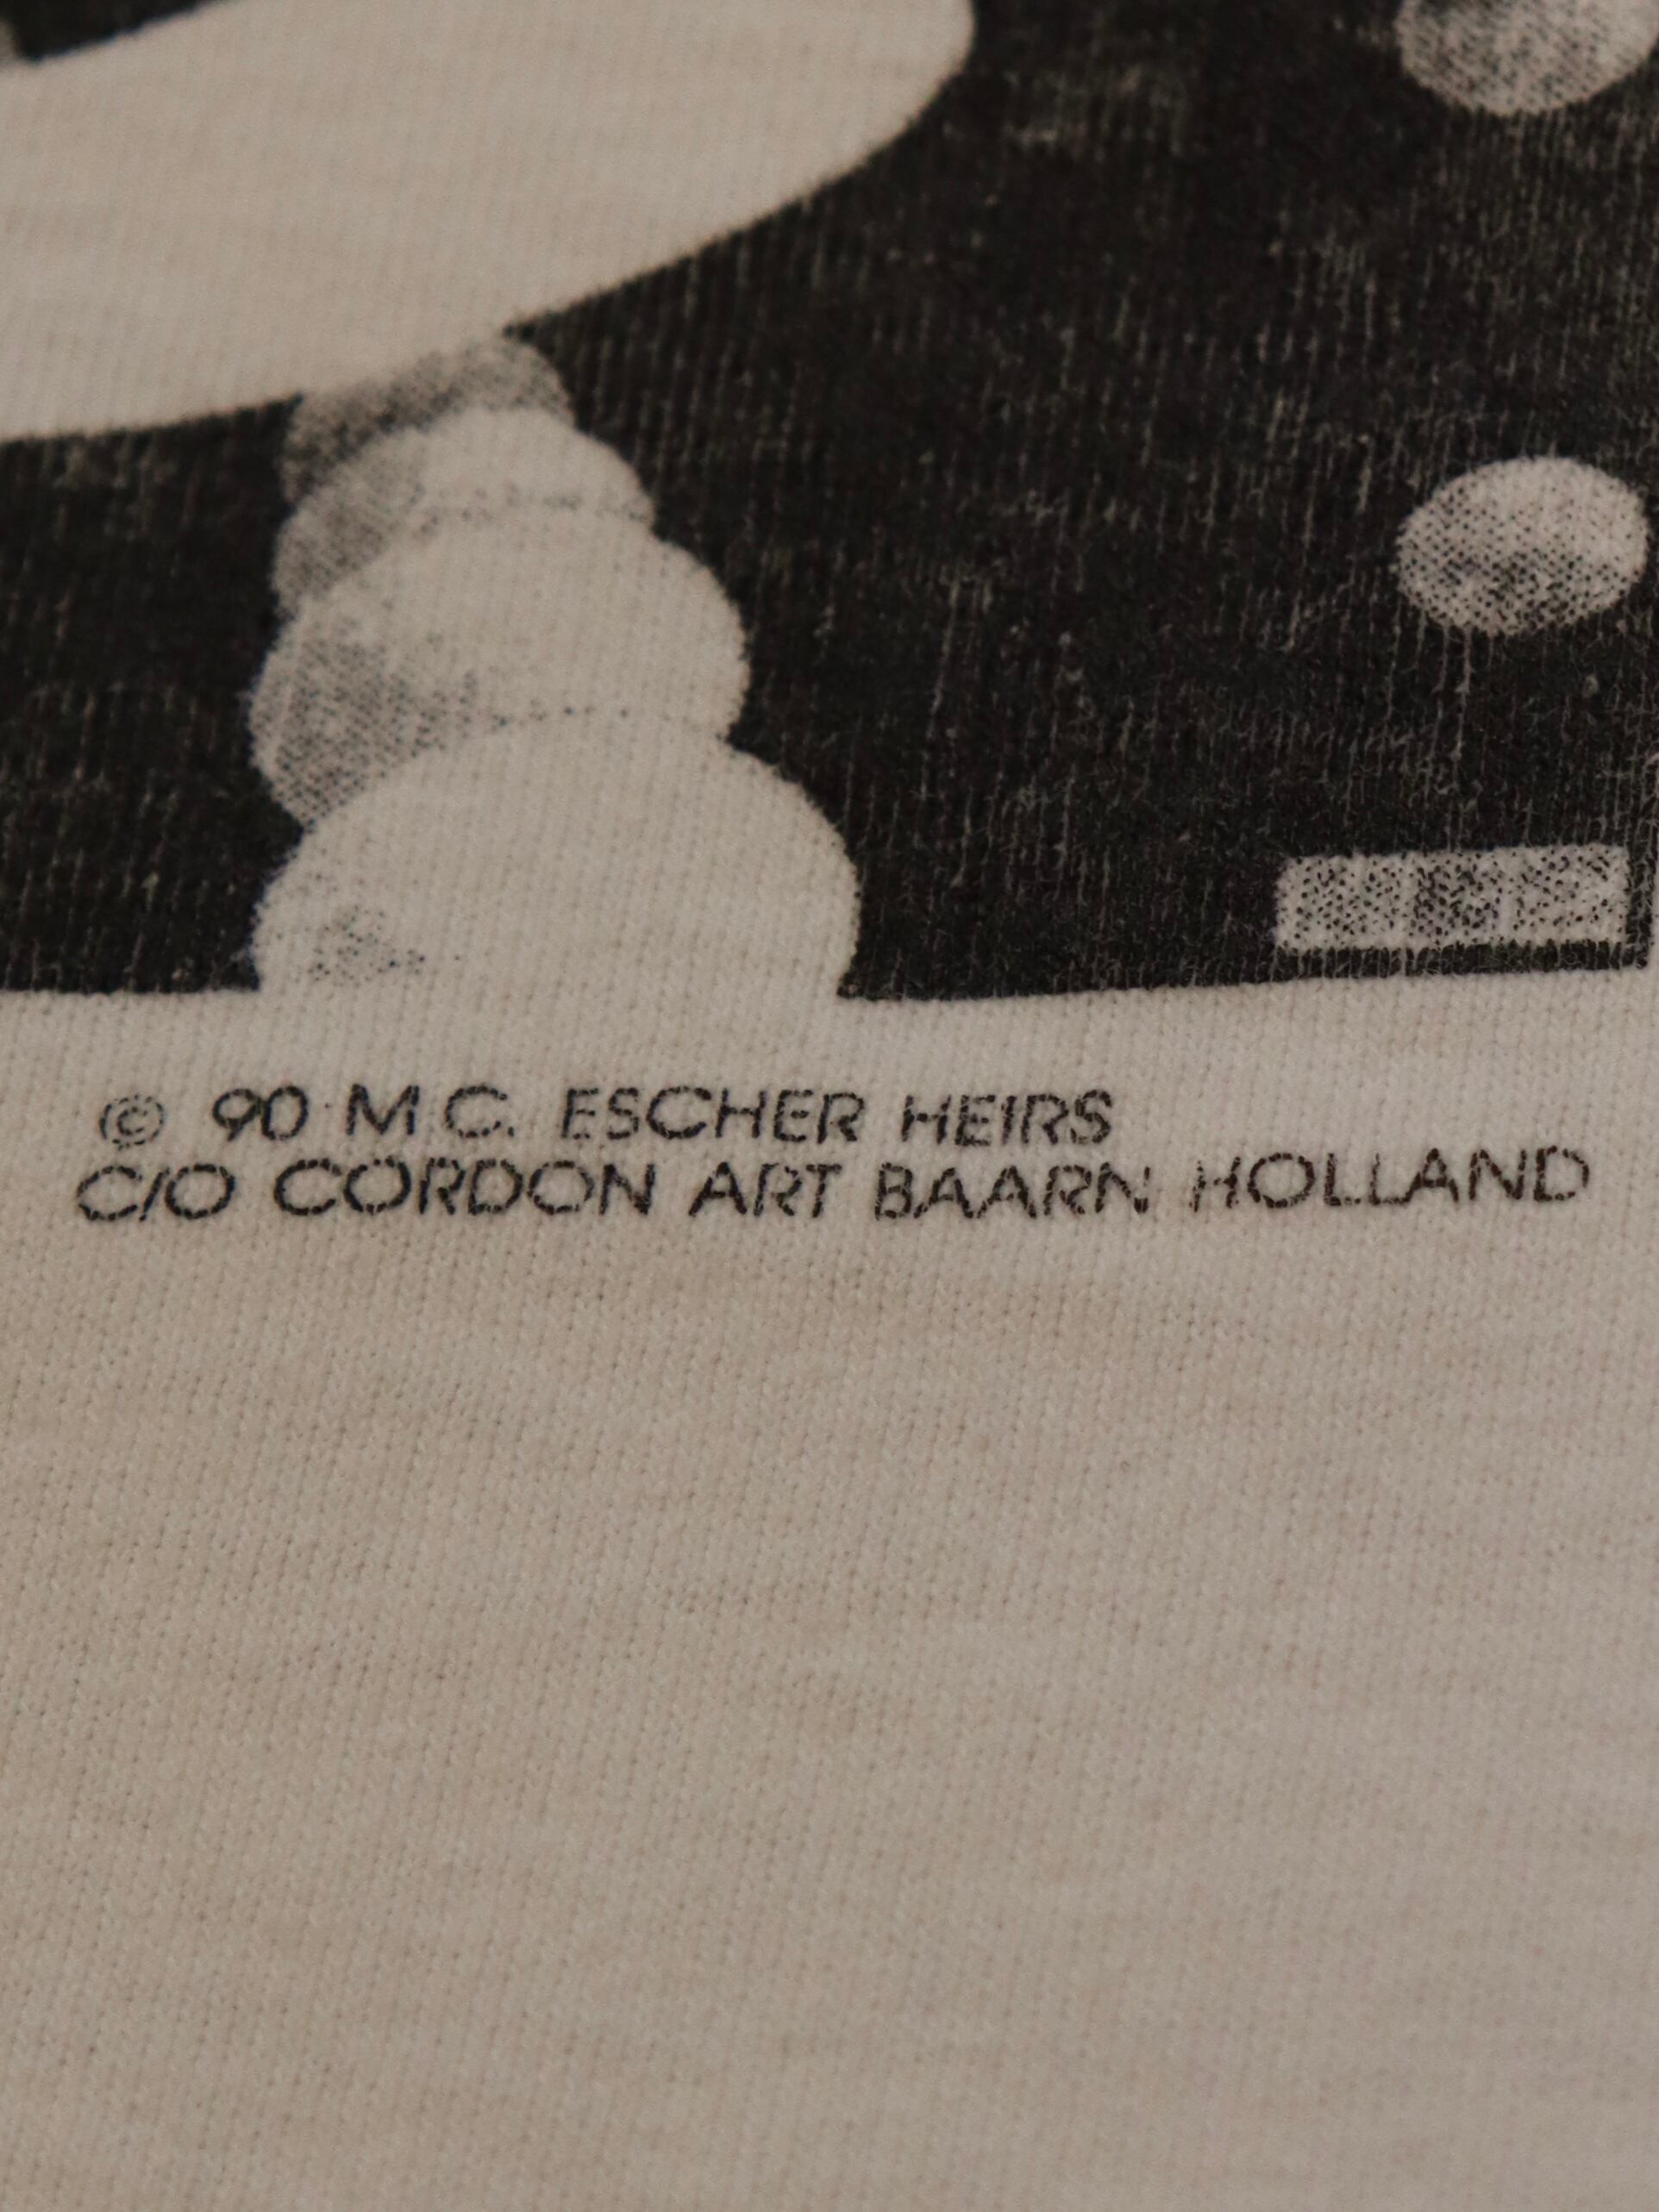 © 90 M.C. ESCHER HEIRS
C/O CORDON ART BAARN HOLLAND